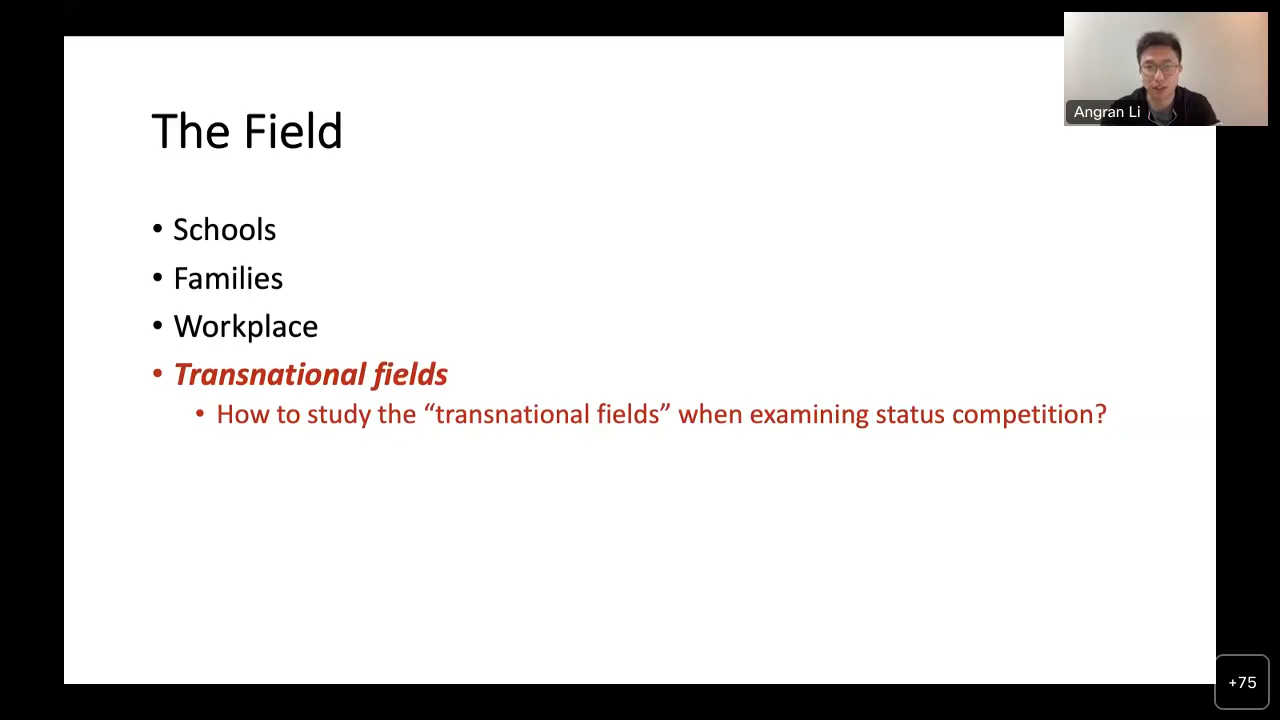 Angran Li
The Field
• Schools
• Families
• Workplace
• Transnational fields
• How to study the “transnational fields” when examining status competition?
+75